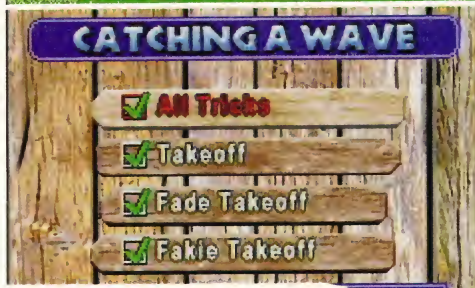 CATCHING A WAVE
All Tricks
Takeoff
Fade Takeoff
Fakie Takeoff